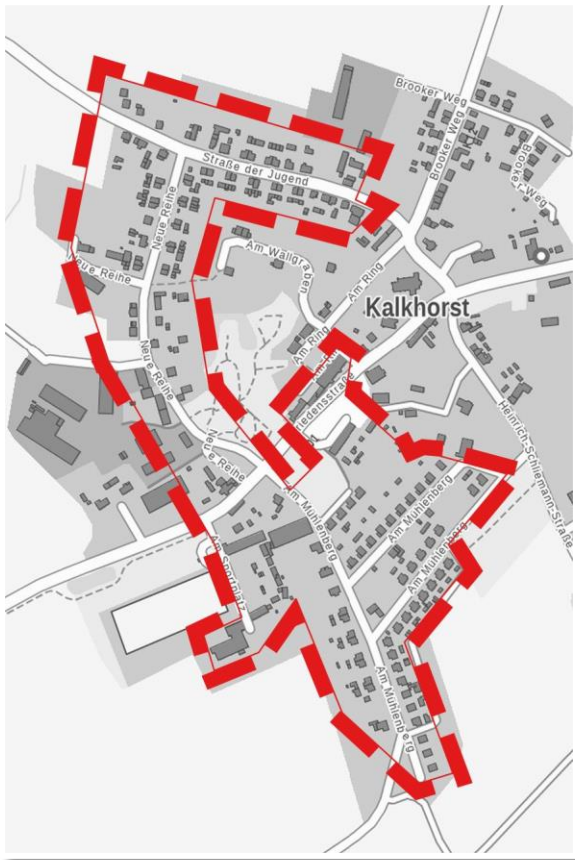 Brooker Weg
Brooker Weg
Brooker Weg
Straße der Jugend
Neue Reihe
Neue Reihe
Am Wallgraben
Am Ring
Kalkhorst
Am Ring
Neue Reihe
Heinrich-Schliemann-Straße
Neue Reihe
Am Mühlenberg
Am Mühlenberg
Am Mühlenberg
Am Sportplatz
Am Mühlenberg